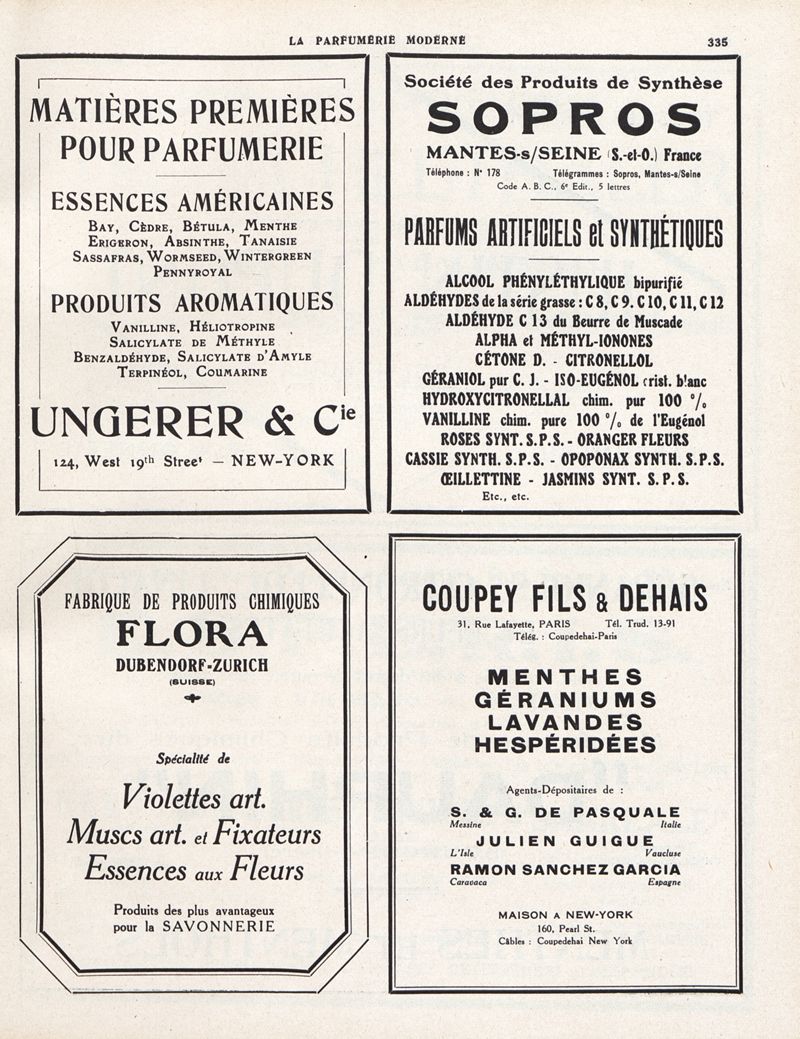 LA PARFUMERIE MODERNE
335
MATIÈRES PREMIÈRES
POUR PARFUMERIE
ESSENCES AMÉRICAINES
BAY, CÈDRE, BÉTULA, MENTHE
ERIGERON, ABSINTHE, TANAISIE
SASSAFRAS, WORMSEED, WINTERGREEN
PENNYROYAL
PRODUITS AROMATIQUES
VANILLINE, HÉLIOTROPINE
SALICYLATE DE MÉTHYLE
BENZALDÉHYDE, SALICYLATE D'AMYLE
TERPINÉOL, COUMARINE
UNGERER & Cie
124, West 19th Street — NEW-YORK
Société des Produits de Synthèse
SOPROS
MANTES-s/SEINE (S.-et-O.) France
Téléphone : N° 178 Télégrammes : Sopros, Mantes-s/Seine
Code A. B. C., 6e Edit., 5 lettres
PARFUMS ARTIFICIELS et SYNTHÉTIQUES
ALCOOL PHÉNYLÉTHYLIQUE bipurifié
ALDÉHYDES de la série grasse : C 8, C 9. C 10, C 11, C 12
ALDÉHYDE C 13 du Beurre de Muscade
ALPHA et MÉTHYL-IONONES
CÉTONE D. - CITRONELLOL
GÉRANIOL pur C. J. - ISO-EUGÉNOL crist. blanc
HYDROXYCITRONELLAL chim. pur 100 %
VANILLINE chim. pure 100 % de l'Eugénol
ROSES SYNT. S.P.S. - ORANGER FLEURS
CASSIE SYNTH. S.P.S. - OPOPONAX SYNTH. S.P.S.
ŒILLETTINE - JASMINS SYNT. S. P. S.
Etc., etc.
FABRIQUE DE PRODUITS CHIMIQUES
FLORA
DUBENDORF-ZURICH
(SUISSE)
Spécialité de
Violettes art.
Muscs art. et Fixateurs
Essences aux Fleurs
Produits des plus avantageux
pour la SAVONNERIE
COUPEY FILS & DEHAIS
31, Rue Lafayette, PARIS Tél. Trud. 13-91
Télég. : Coupedehai-Paris
MENTHES
GÉRANIUMS
LAVANDES
HESPÉRIDÉES
Agents-Dépositaires de :
S. & G. DE PASQUALE
Messine Italie
JULIEN GUIGUE
L'Isle Vaucluse
RAMON SANCHEZ GARCIA
Caravaca Espagne
MAISON A NEW-YORK
160, Pearl St.
Câbles : Coupedehai New York